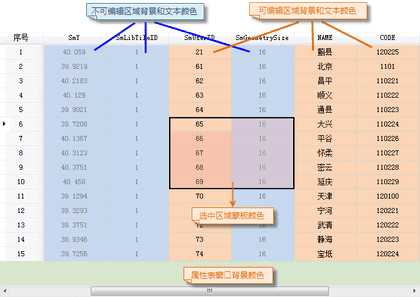 不可编辑区域背景和文本颜色 可编辑区域背景和文本颜色
序号 SmY SmLibTileID SmUserID SmGeometrySize NAME CODE
1 40.059 1 21 16 蓟县 120225
2 39.9219 1 61 16 北京 1101
3 40.2183 1 62 16 昌平 110221
4 40.129 1 63 16 顺义 110222
5 39.9021 1 64 16 通县 110223
6 39.7208 1 65 16 大兴 110224
7 40.1367 1 66 16 平谷 110226
8 40.3123 1 67 16 怀柔 110227
9 40.3751 1 68 16 密云 110228
10 40.458 1 69 16 延庆 110229
11 39.1294 1 70 16 天津 120100
12 39.3293 1 71 16 宁河 120221
13 39.3751 1 72 16 武清 120222
14 38.9346 1 73 16 静海 120223
15 39.7256 1 74 16 宝坻 120224
选中区域蒙板颜色
属性表窗口背景颜色